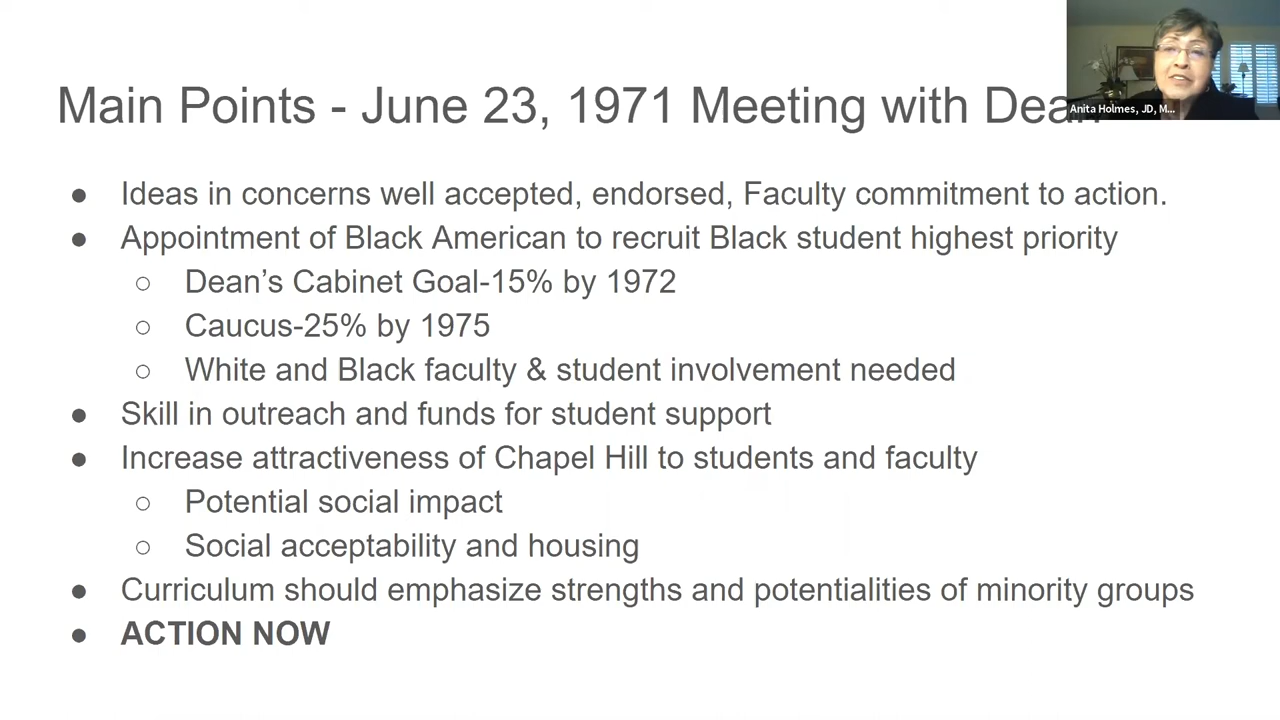 Main Points - June 23, 1971 Meeting with Dean
Anita Holmes, JD, M...
● Ideas in concerns well accepted, endorsed, Faculty commitment to action.
● Appointment of Black American to recruit Black student highest priority
○ Dean’s Cabinet Goal-15% by 1972
○ Caucus-25% by 1975
○ White and Black faculty & student involvement needed
● Skill in outreach and funds for student support
● Increase attractiveness of Chapel Hill to students and faculty
○ Potential social impact
○ Social acceptability and housing
● Curriculum should emphasize strengths and potentialities of minority groups
● ACTION NOW